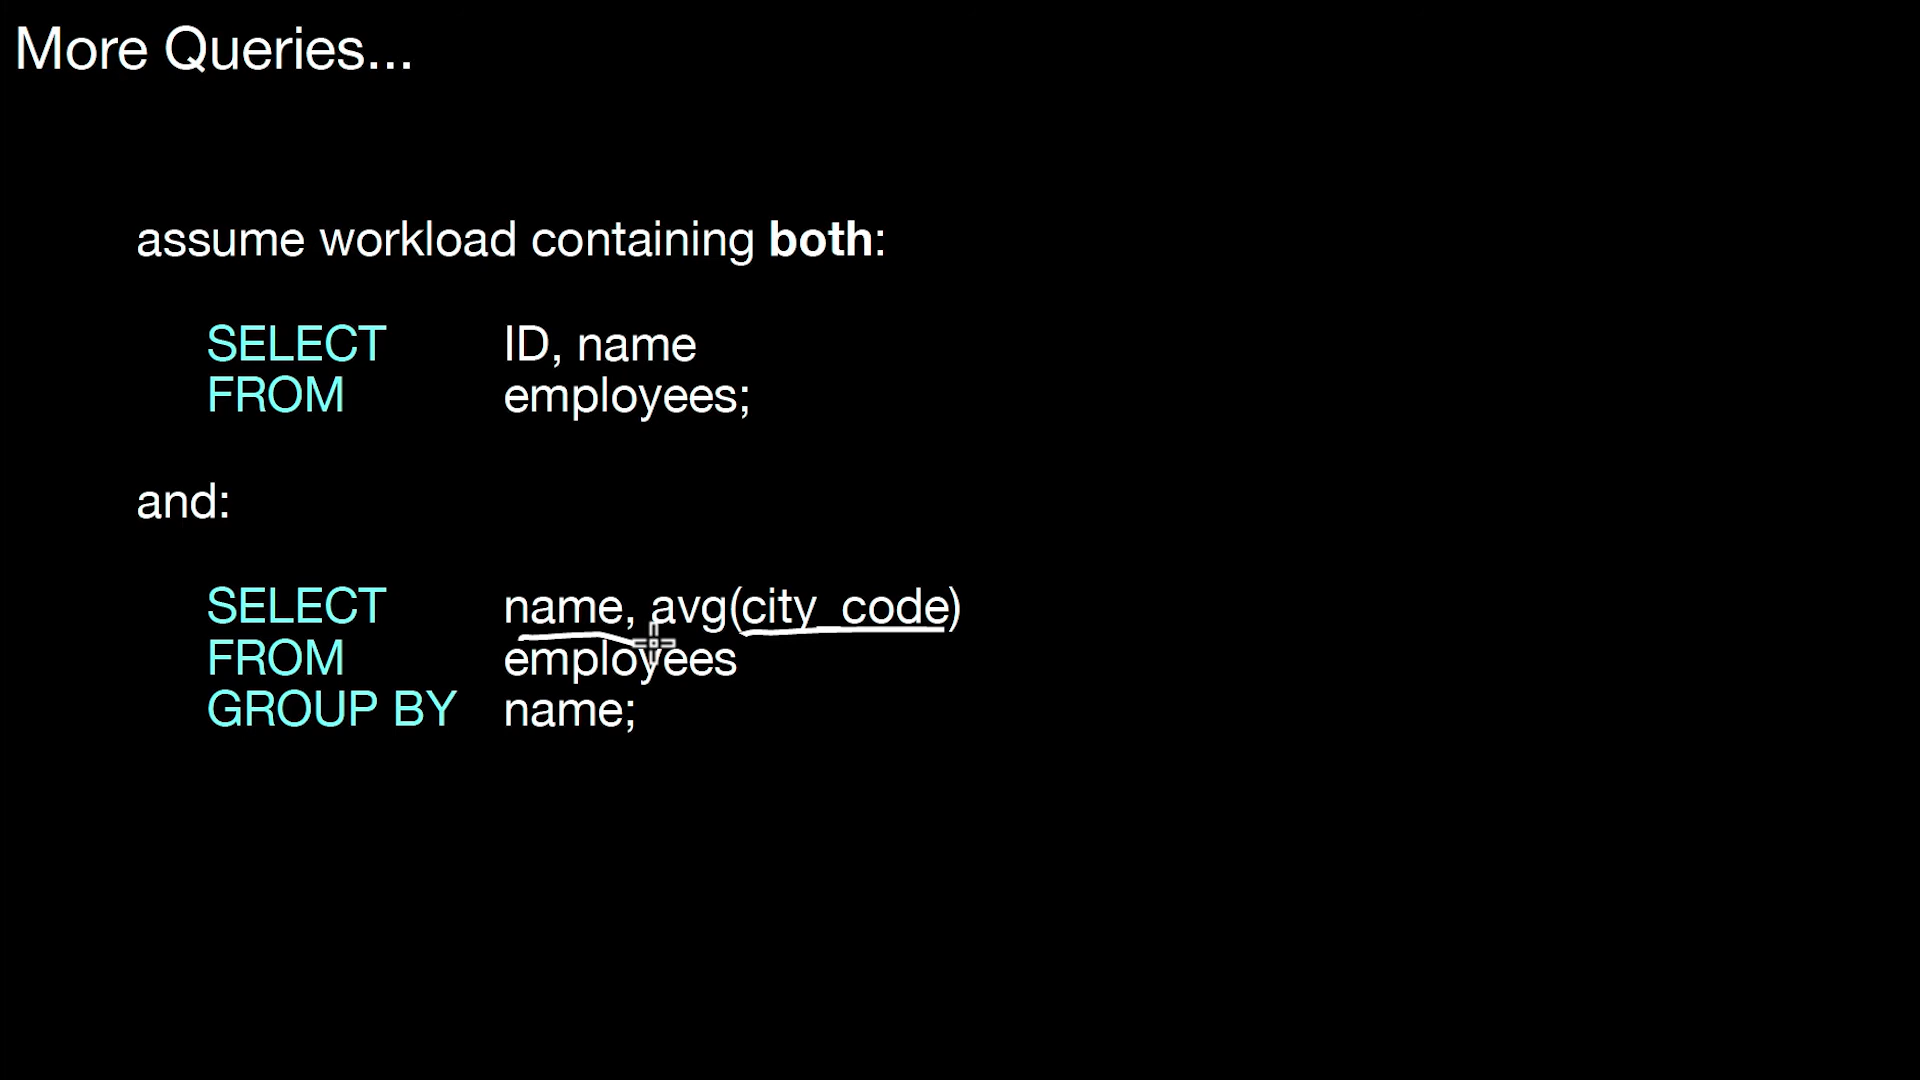 More Queries...
assume workload containing both:
SELECT ID, name
FROM employees;
and:
SELECT name, avg(city_code)
FROM employees
GROUP BY name;